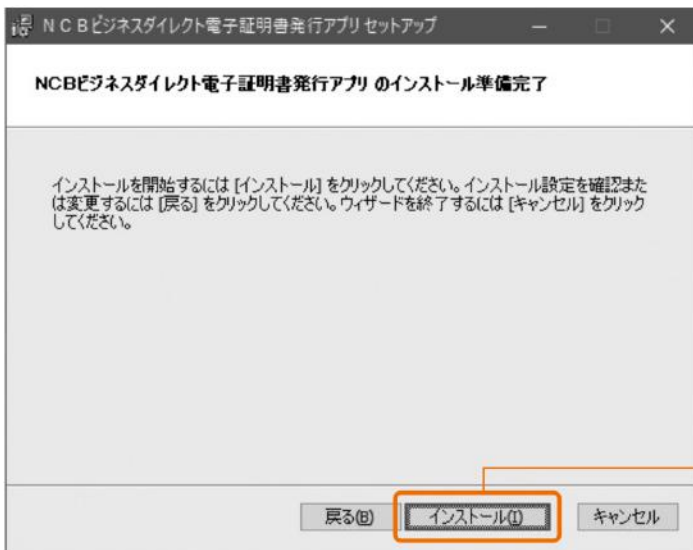 NCBビジネスダイレクト電子証明書発行アプリ セットアップ
NCBビジネスダイレクト電子証明書発行アプリ のインストール準備完了
インストールを開始するには [インストール] をクリックしてください。インストール設定を確認また
は変更するには [戻る] をクリックしてください。ウィザードを終了するには [キャンセル] をクリック
してください。
戻る(B) インストール(I) キャンセル